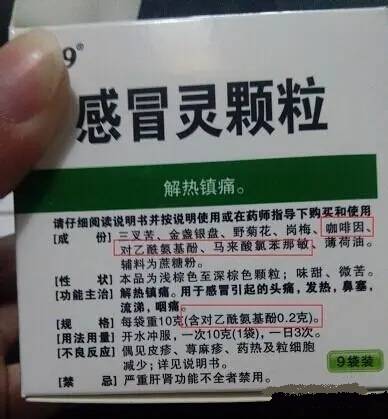 9®
感冒灵颗粒
解热镇痛。
请仔细阅读说明书并按说明使用或在药师指导下购买和使用
[成 份] 三叉苦、金盏银盘、野菊花、岗梅、咖啡因、
对乙酰氨基酚、马来酸氯苯那敏、薄荷油。
辅料为蔗糖粉。
[性 状] 本品为浅棕色至深棕色颗粒；味甜、微苦。
[功能主治] 解热镇痛。用于感冒引起的头痛，发热，鼻塞，
流涕，咽痛。
[规 格] 每袋重10克(含对乙酰氨基酚0.2克)。
[用法用量] 开水冲服，一次10克(1袋)，一日3次。
[不良反应] 偶见皮疹、荨麻疹、药热及粒细胞
减少；详见说明书。
[禁 忌] 严重肝肾功能不全者禁用。
9袋装